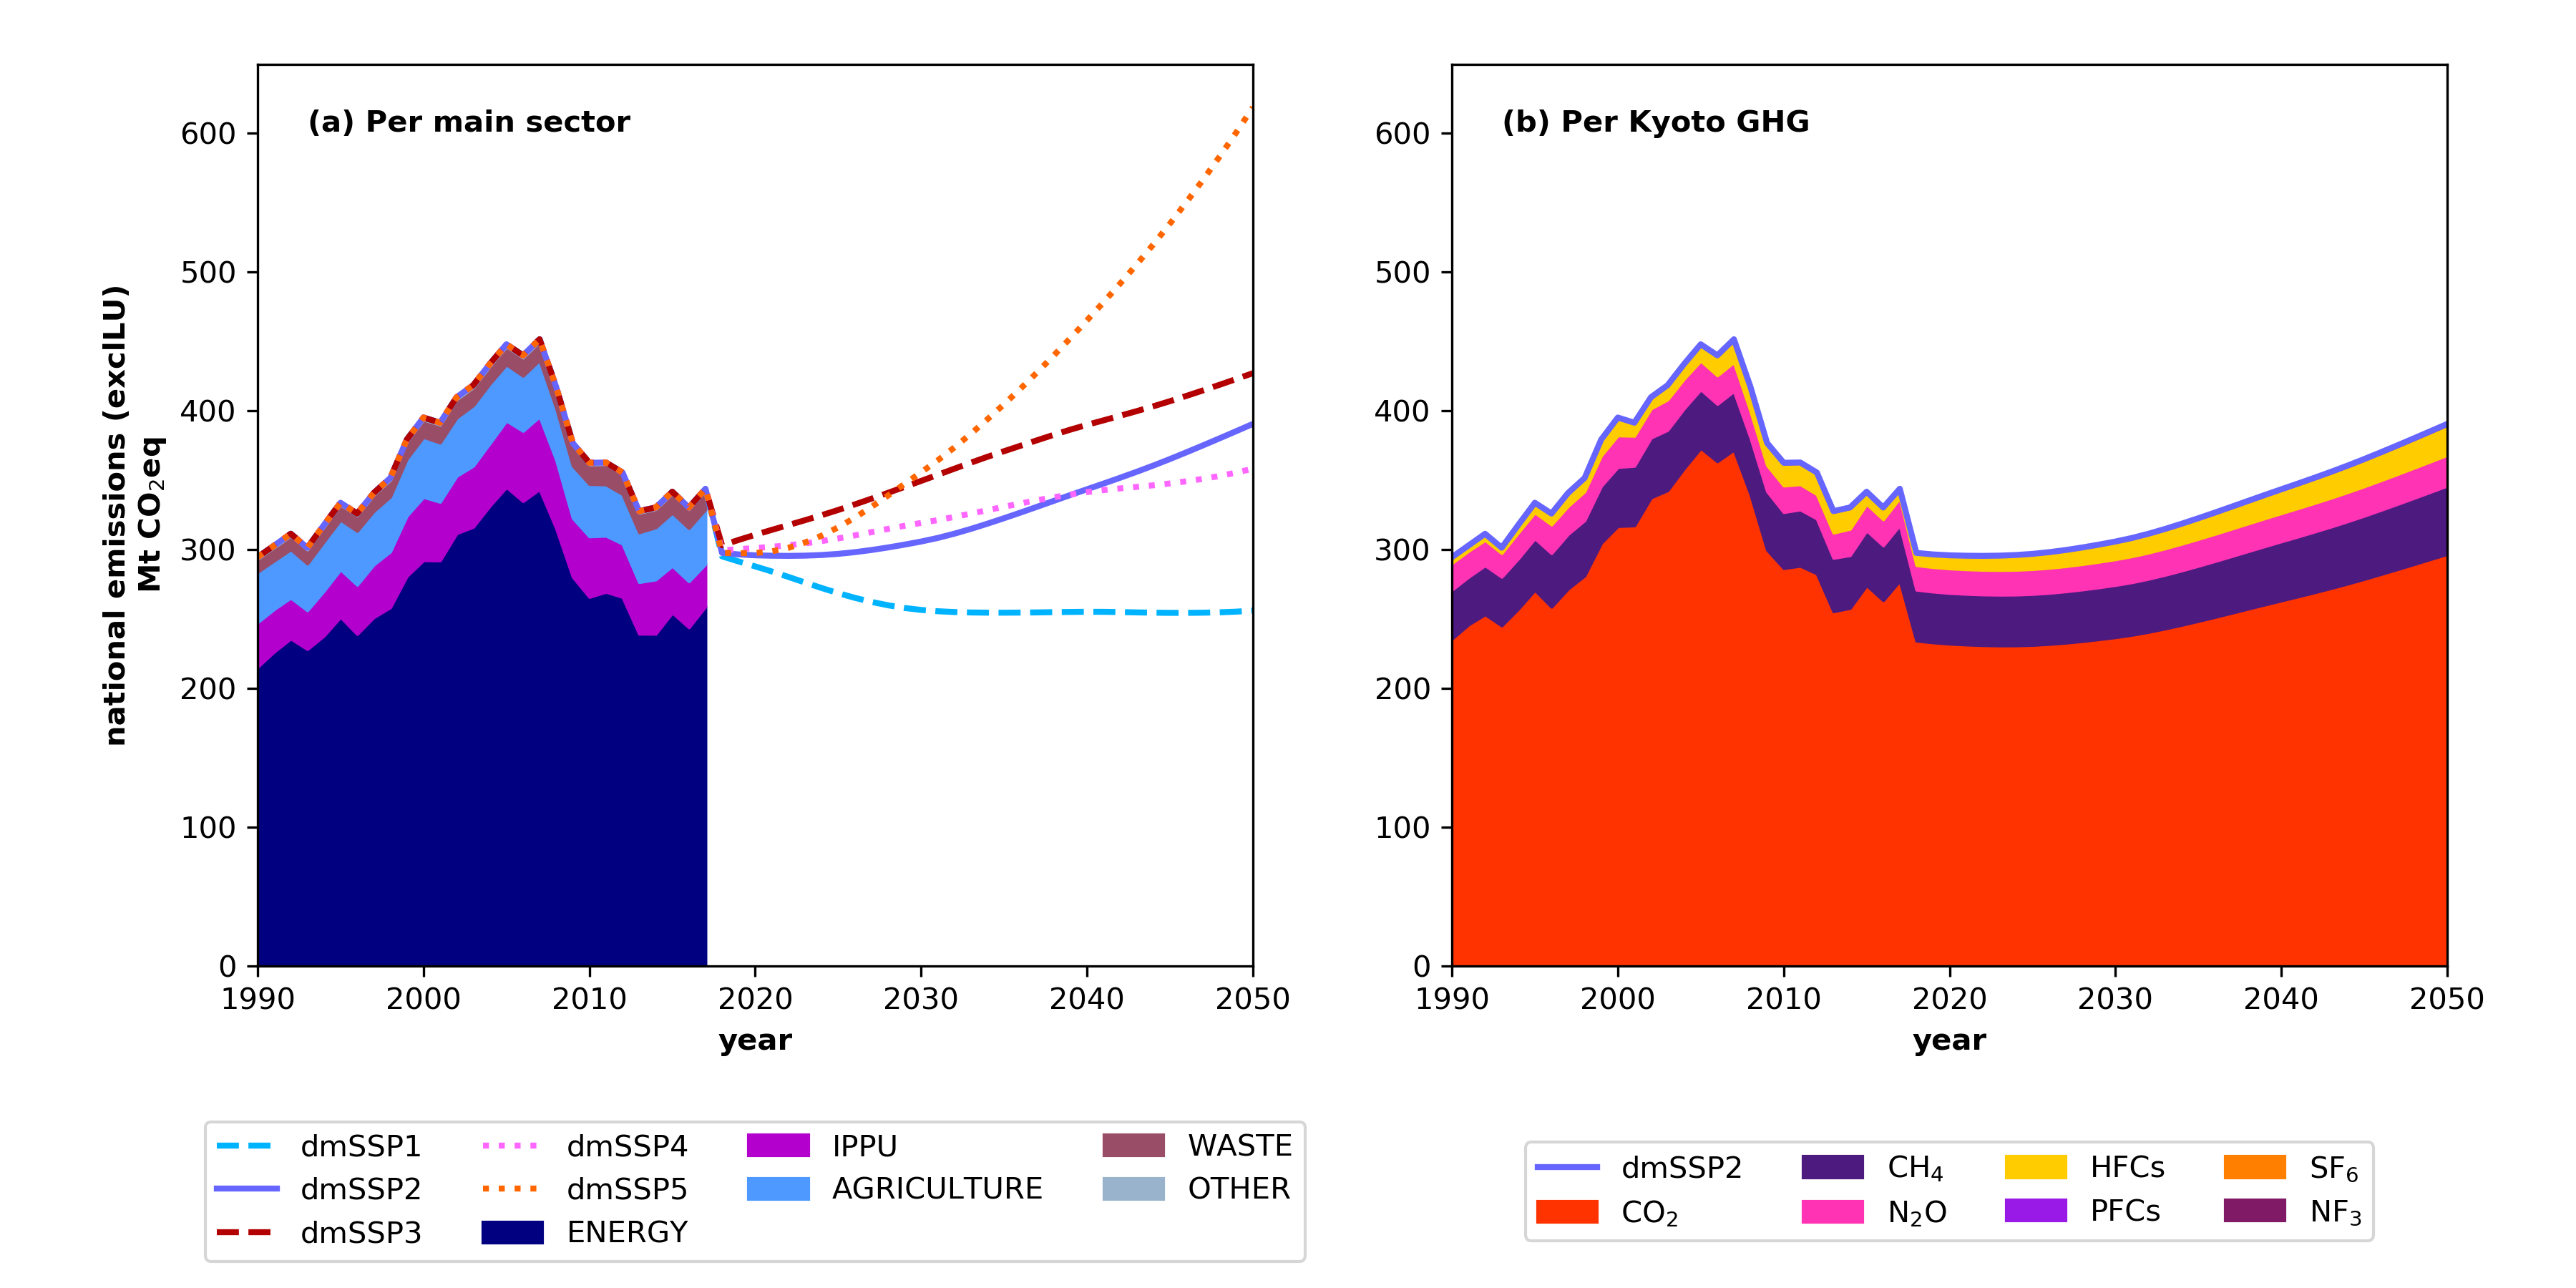 (a) Per main sector
600
500
400
300
200
100
0
national emissions (exclLU)
Mt CO₂eq
1990 2000 2010 2020 2030 2040 2050
year
(b) Per Kyoto GHG
600
500
400
300
200
100
0
1990 2000 2010 2020 2030 2040 2050
year
dmSSP1 dmSSP4 IPPU WASTE
dmSSP2 dmSSP5 AGRICULTURE OTHER
dmSSP3 ENERGY
dmSSP2 CH₄ HFCs SF₆
CO₂ N₂O PFCs NF₃